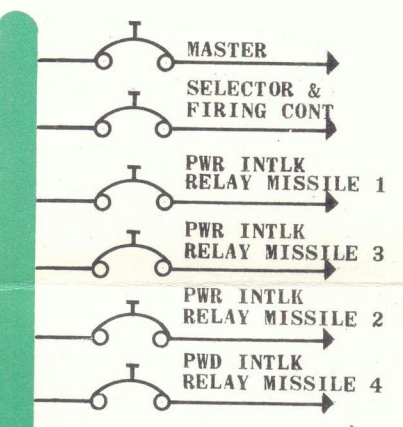 MASTER
SELECTOR &
FIRING CONT
PWR INTLK
RELAY MISSILE 1
PWR INTLK
RELAY MISSILE 3
PWR INTLK
RELAY MISSILE 2
PWD INTLK
RELAY MISSILE 4